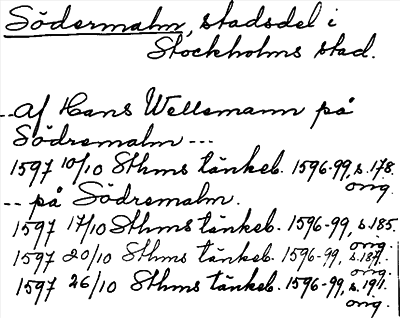 Södermalm, stadsdel i
Stockholms stad.
--af Hans Wellemann på
Södremalm ---
1597 10/10 Sthms tänkeb. 1596-99, s. 178.
orig.
-- på Södremalm.
1597 17/10 Sthms tänkeb. 1596-99, s. 185.
orig.
1597 20/10 Sthms tänkeb. 1596-99, s. 187.
orig.
1597 26/10 Sthms tänkeb. 1596-99, s. 191.
orig.